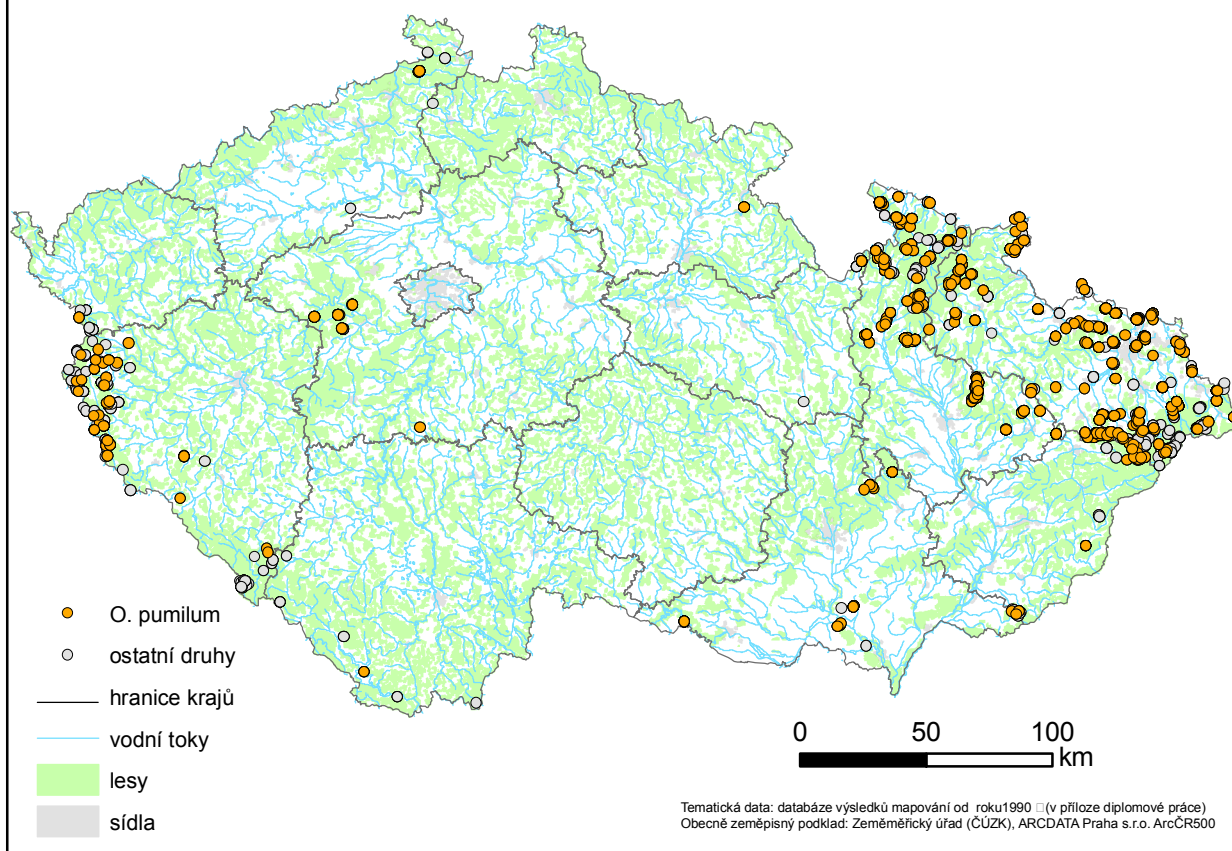 O. pumilum
ostatní druhy
hranice krajů
vodní toky
lesy
sídla
0 50 100
km
Tematická data: databáze výsledků mapování od roku1990 □(v příloze diplomové práce)
Obecně zeměpisný podklad: Zeměměřický úřad (ČÚZK), ARCDATA Praha s.r.o. ArcČR500